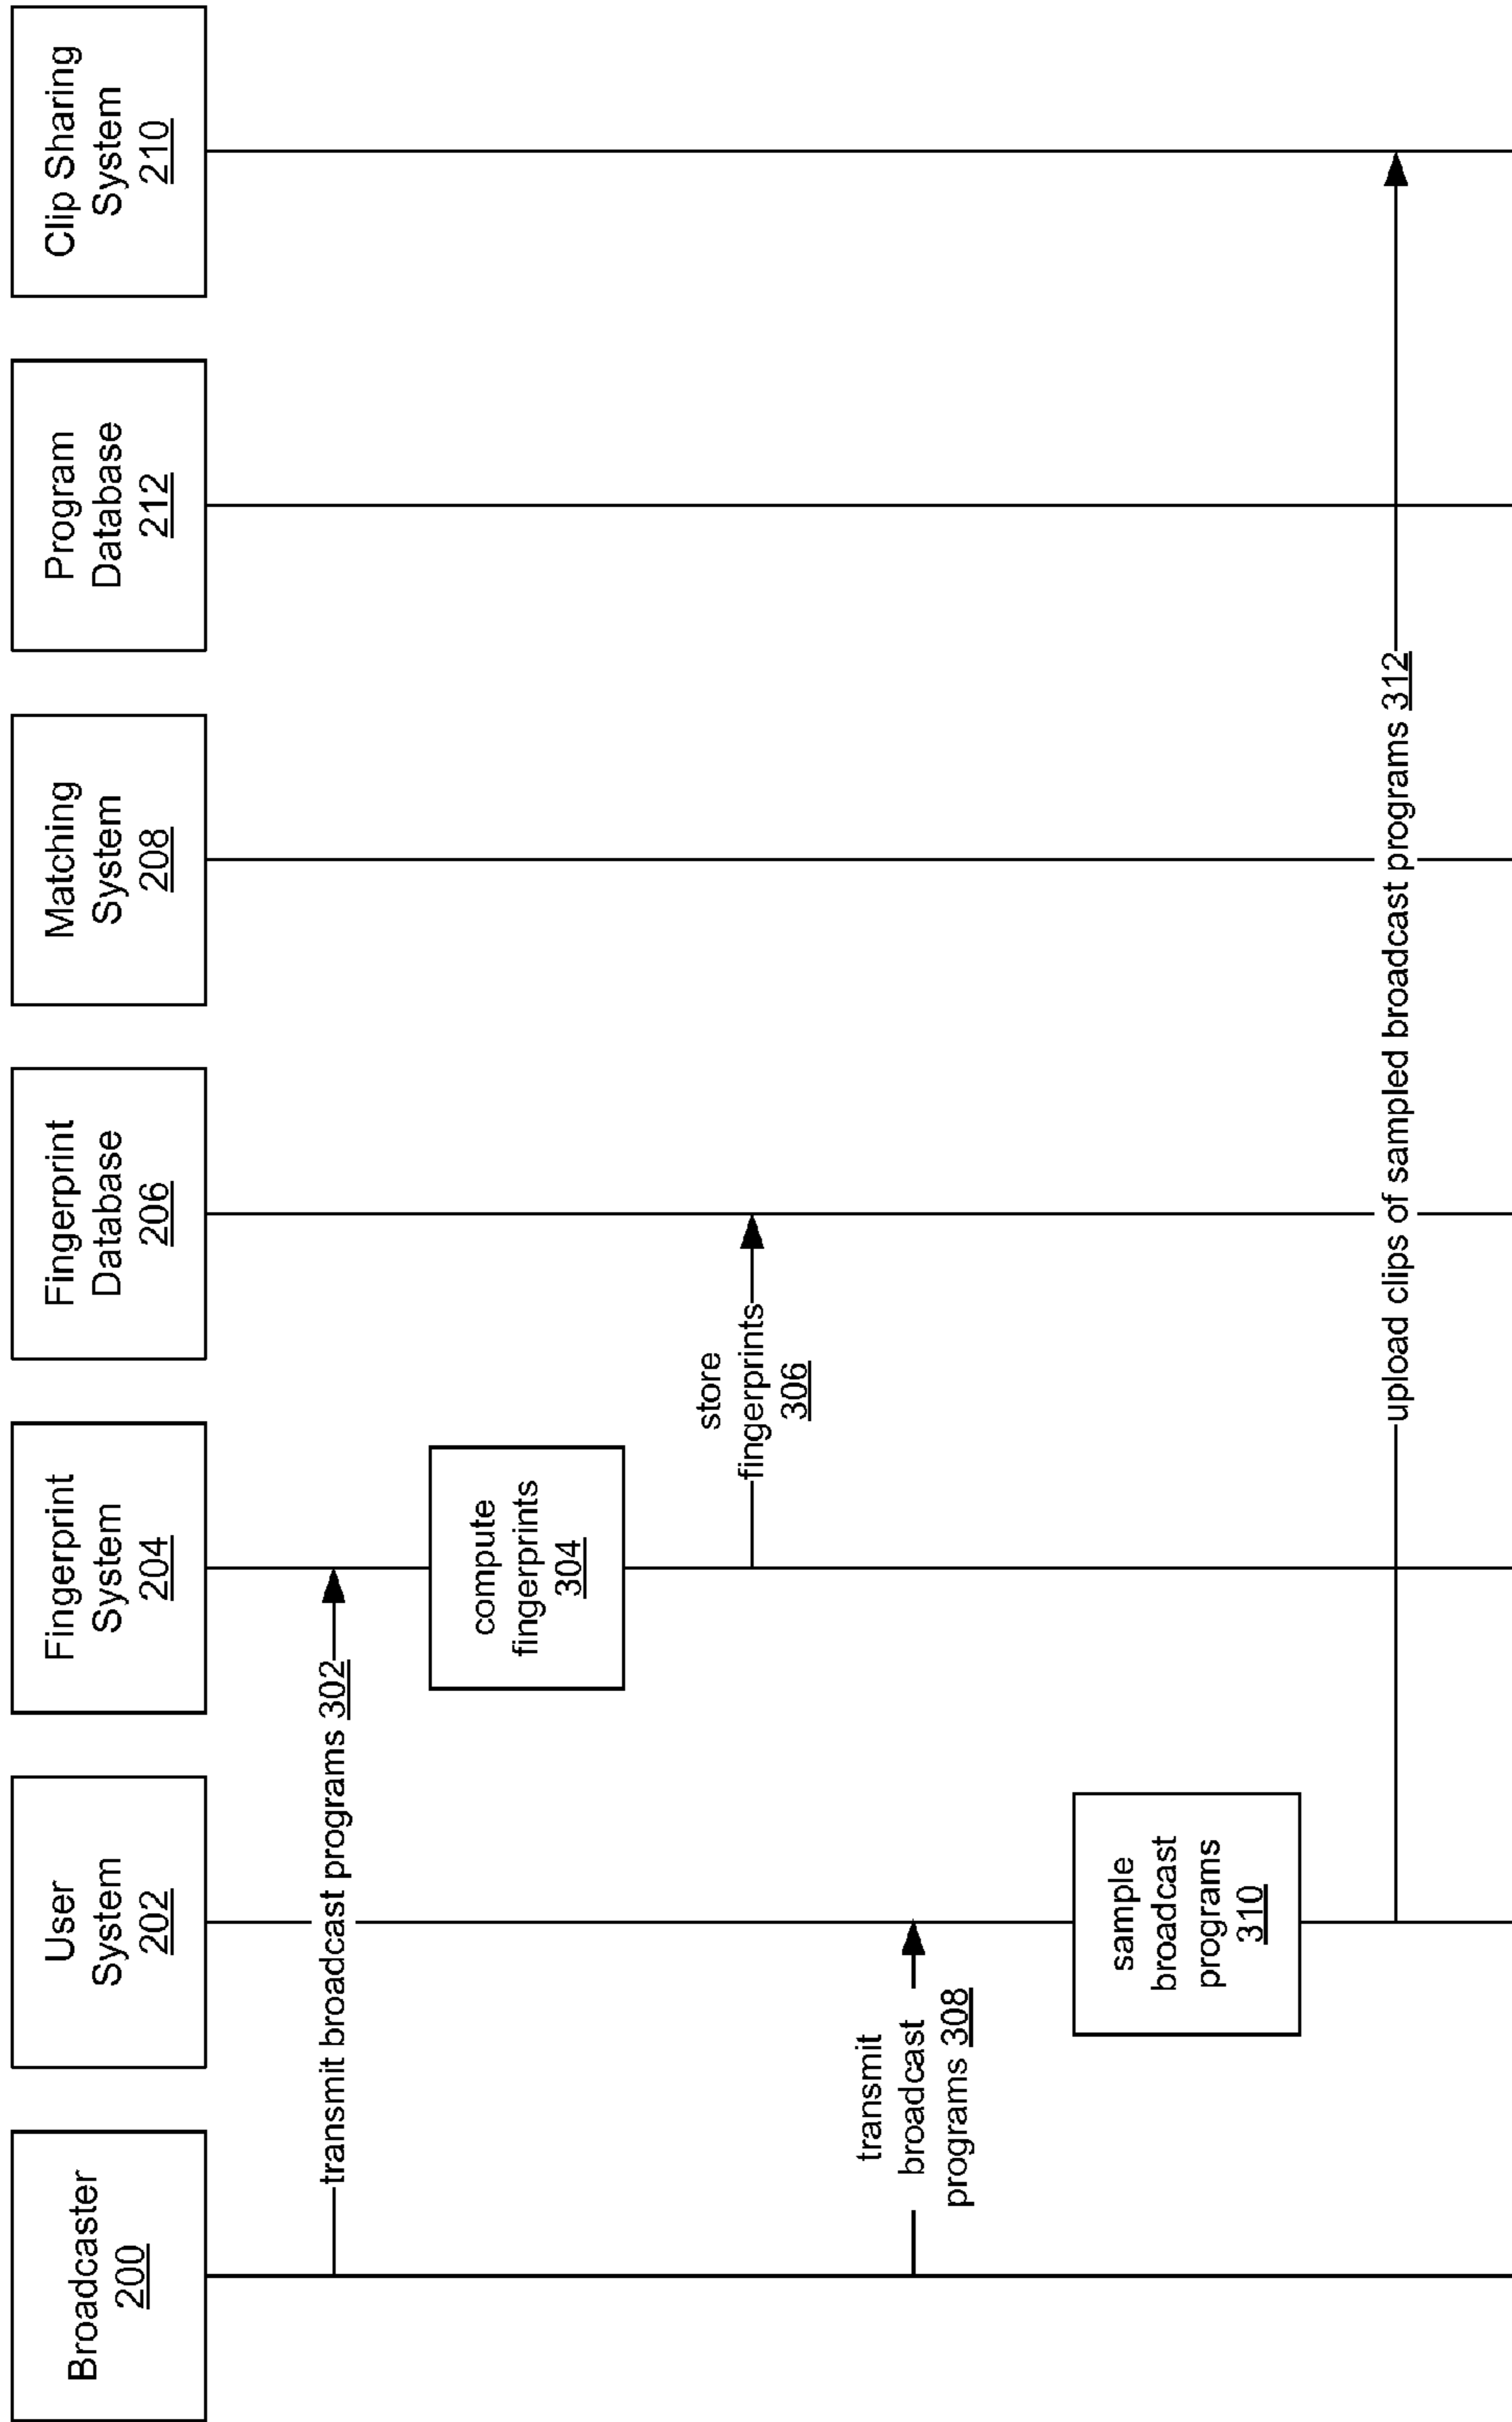 Broadcaster
200
User
System
202
Fingerprint
System
204
Fingerprint
Database
206
Matching
System
208
Program
Database
212
Clip Sharing
System
210
transmit broadcast programs 302
compute
fingerprints
304
store
fingerprints
306
transmit
broadcast
programs 308
sample
broadcast
programs
310
upload clips of sampled broadcast programs 312